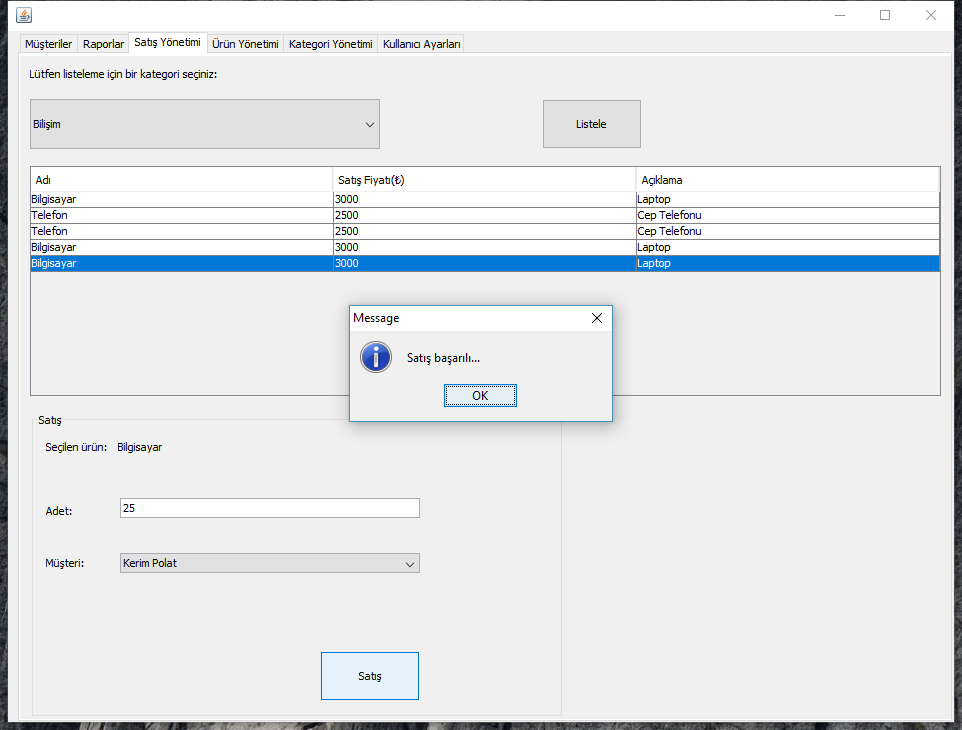 Müşteriler Raporlar Satış Yönetimi Ürün Yönetimi Kategori Yönetimi Kullanıcı Ayarları
Lütfen listeleme için bir kategori seçiniz:
Bilişim Listele
Adı Satış Fiyatı(₺) Açıklama
Bilgisayar 3000 Laptop
Telefon 2500 Cep Telefonu
Telefon 2500 Cep Telefonu
Bilgisayar 3000 Laptop
Bilgisayar 3000 Laptop
Message
Satış başarılı...
OK
Satış
Seçilen ürün: Bilgisayar
Adet: 25
Müşteri: Kerim Polat
Satış